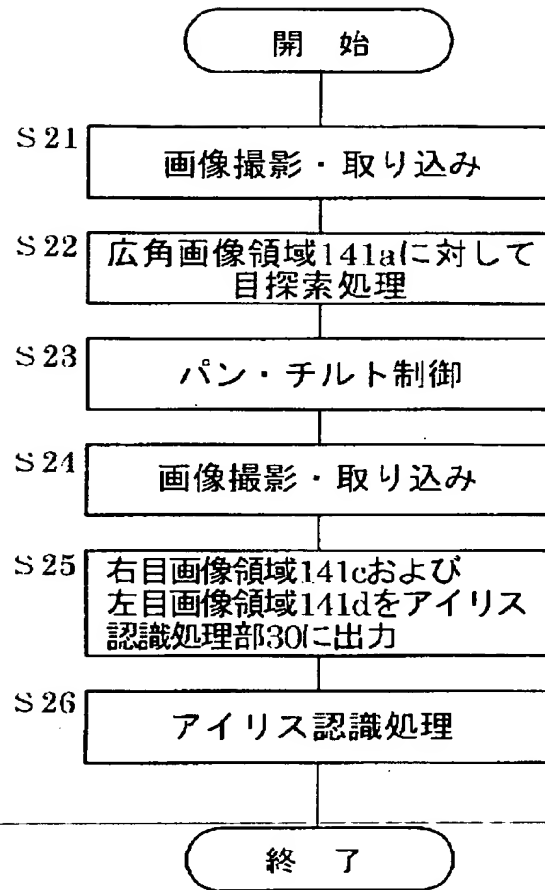 開 始
S21
画像撮影・取り込み
S22
広角画像領域141aに対して
目探索処理
S23
パン・チルト制御
S24
画像撮影・取り込み
S25
右目画像領域141cおよび
左目画像領域141dをアイリス
認識処理部30に出力
S26
アイリス認識処理
終 了